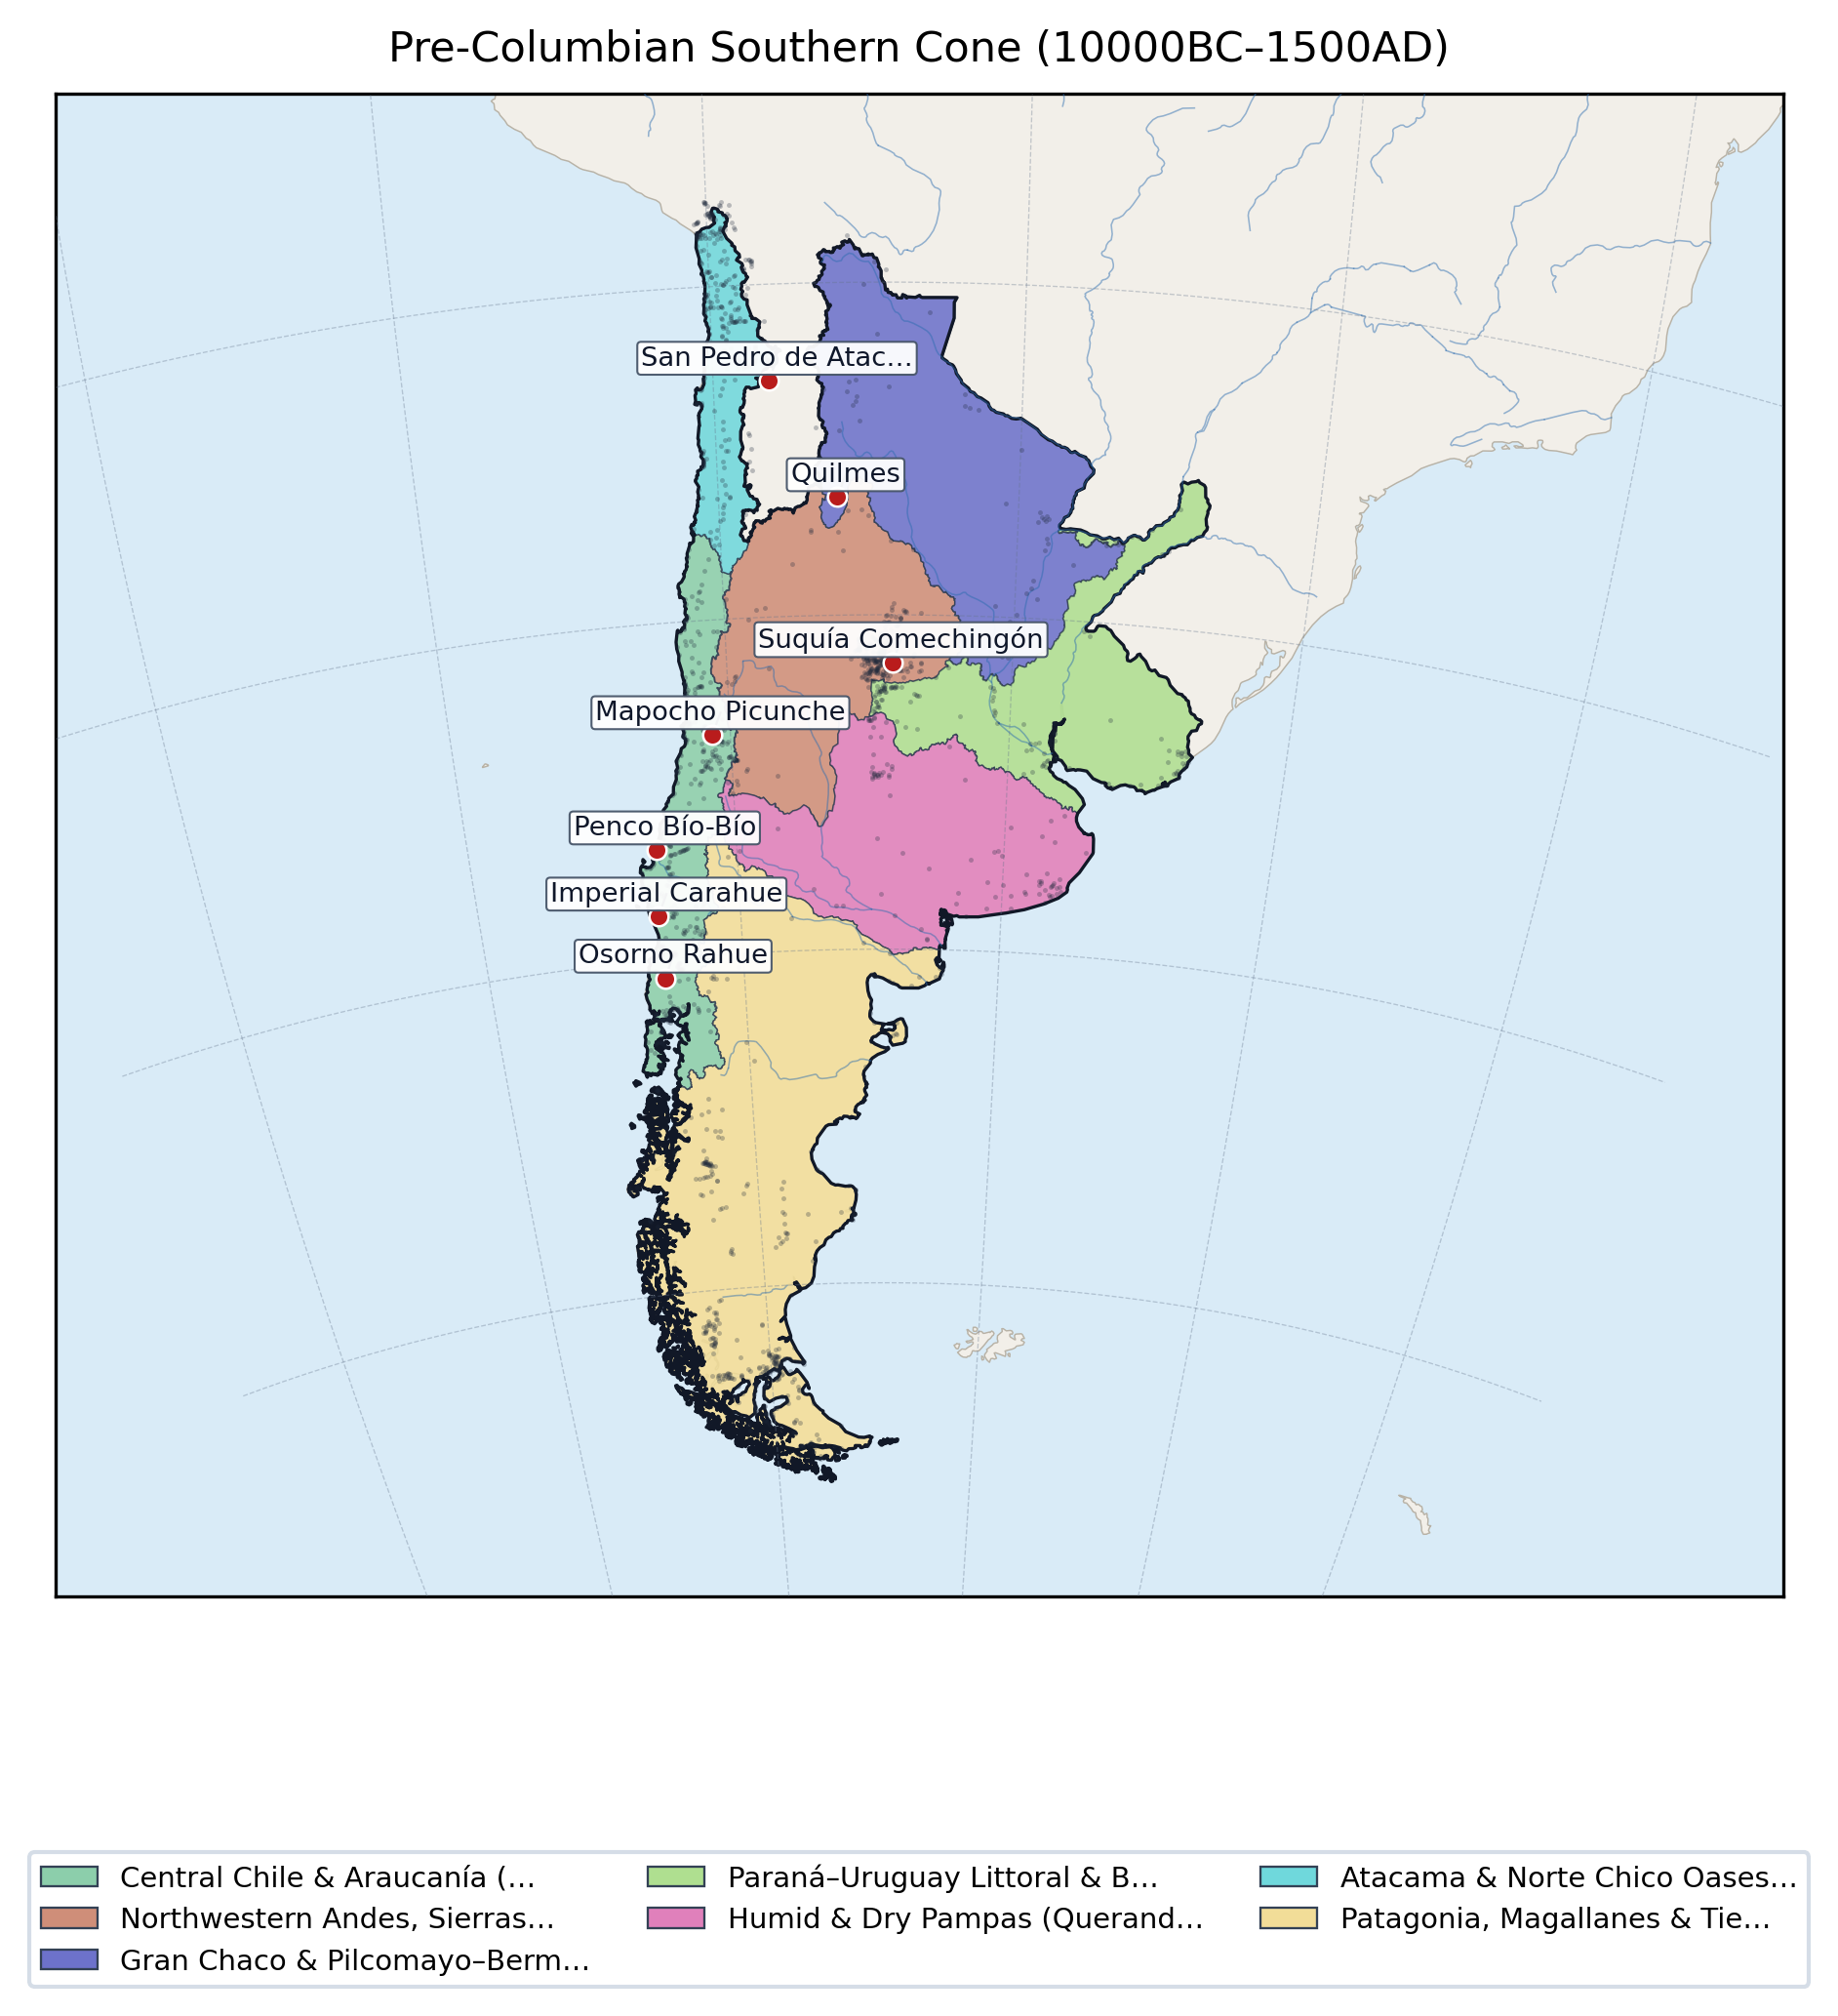 Pre-Columbian Southern Cone (10000BC–1500AD)
San Pedro de Atac...
Quilmes
Suquía Comechingón
Mapocho Picunche
Penco Bío-Bío
Imperial Carahue
Osorno Rahue
Central Chile & Araucanía (...
Northwestern Andes, Sierras...
Gran Chaco & Pilcomayo–Berm...
Paraná–Uruguay Littoral & B...
Humid & Dry Pampas (Querand...
Atacama & Norte Chico Oases...
Patagonia, Magallanes & Tie...